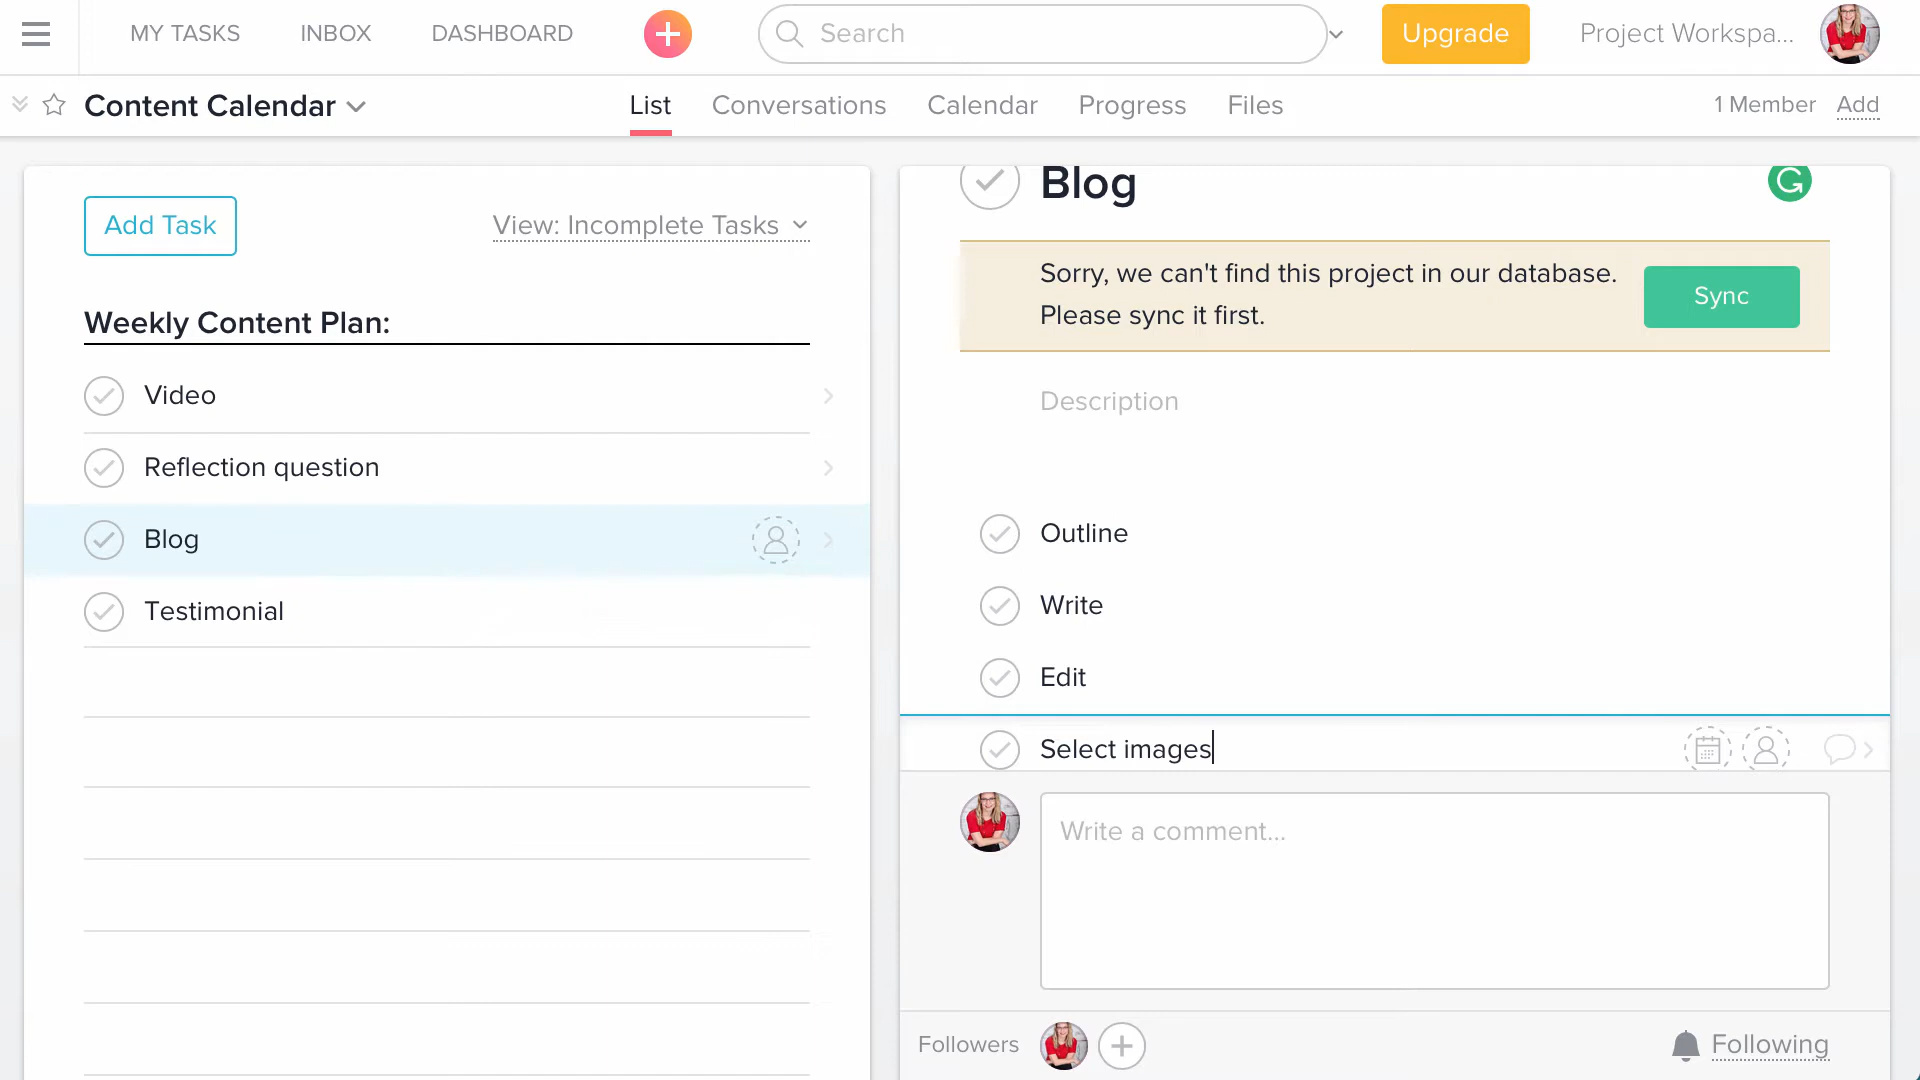 MY TASKS
INBOX
DASHBOARD
Search
Upgrade
Project Workspa...
Content Calendar
List
Conversations
Calendar
Progress
Files
1 Member
Add
Add Task
View: Incomplete Tasks
Weekly Content Plan:
Video
Reflection question
Blog
Testimonial
Blog
Sorry, we can't find this project in our database.
Please sync it first.
Sync
Description
Outline
Write
Edit
Select images
Write a comment...
Followers
Following